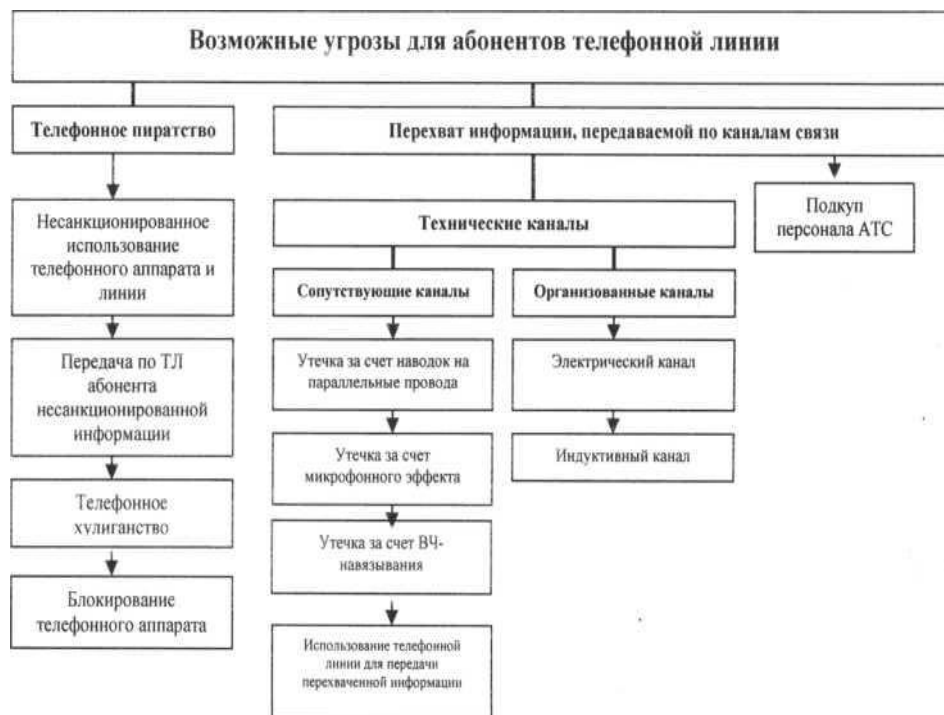 Возможные угрозы для абонентов телефонной линии
Телефонное пиратство
Перехват информации, передаваемой по каналам связи
Несанкционированное
использование
телефонного аппарата и
линии
Передача по ТЛ
абонента
несанкционированной
информации
Телефонное
хулиганство
Блокирование
телефонного аппарата
Технические каналы
Сопутствующие каналы
Утечка за счет наводок на
параллельные провода
Утечка за счет
микрофонного эффекта
Утечка за счет ВЧ-
навязывания
Использование телефонной
линии для передачи
перехваченной информации
Организованные каналы
Электрический канал
Индуктивный канал
Подкуп
персонала АТС